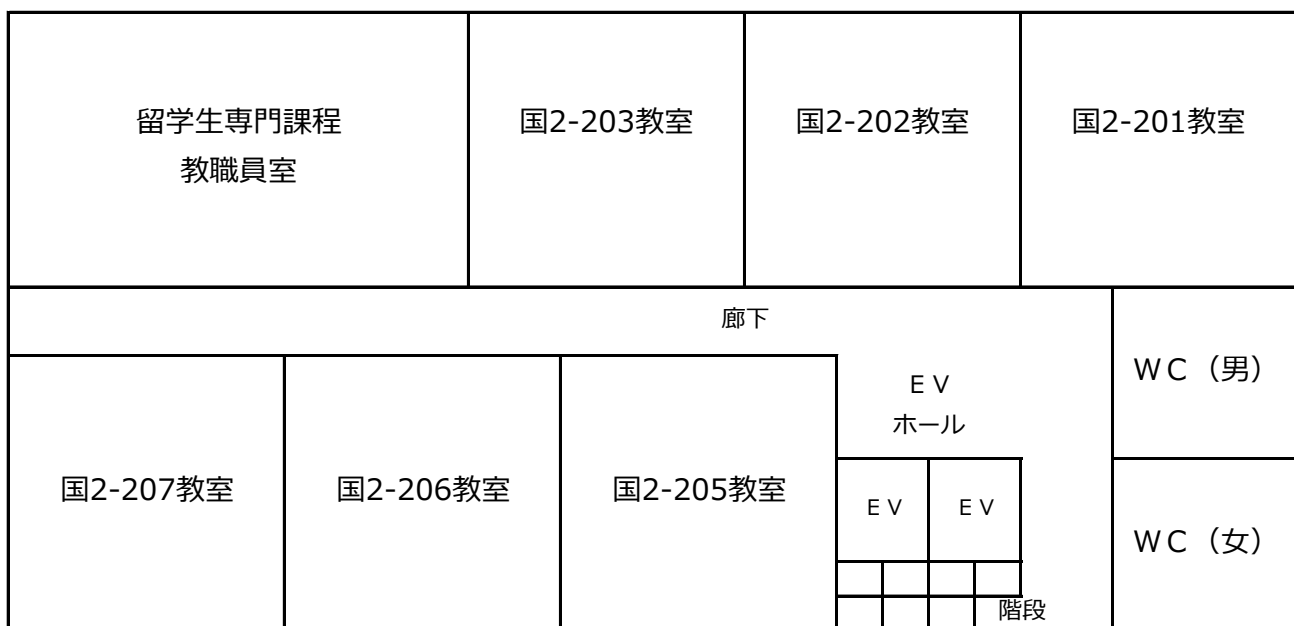 留学生専門課程
教職員室
国2-203教室
国2-202教室
国2-201教室
廊下
ＥＶ
ホール
ＷＣ（男）
国2-207教室
国2-206教室
国2-205教室
ＥＶ
ＥＶ
ＷＣ（女）
階段